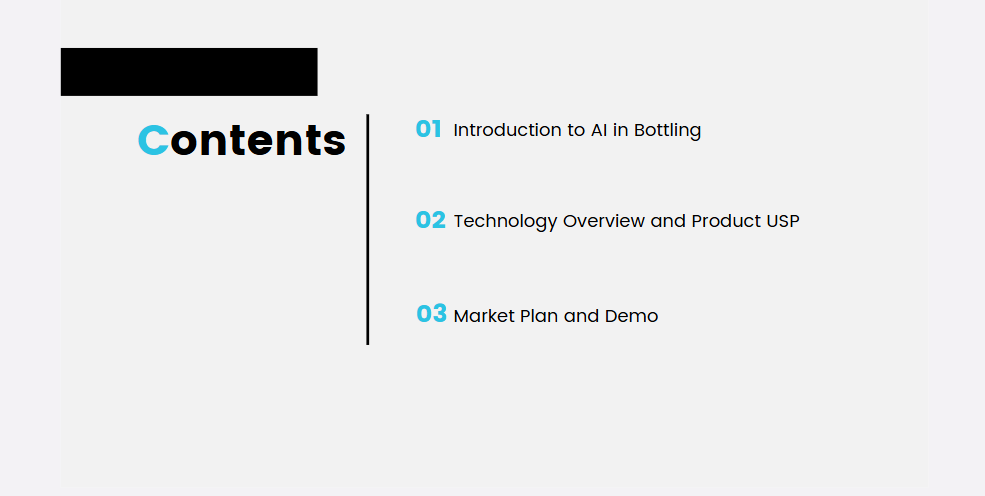 Contents
01 Introduction to AI in Bottling
02 Technology Overview and Product USP
03 Market Plan and Demo